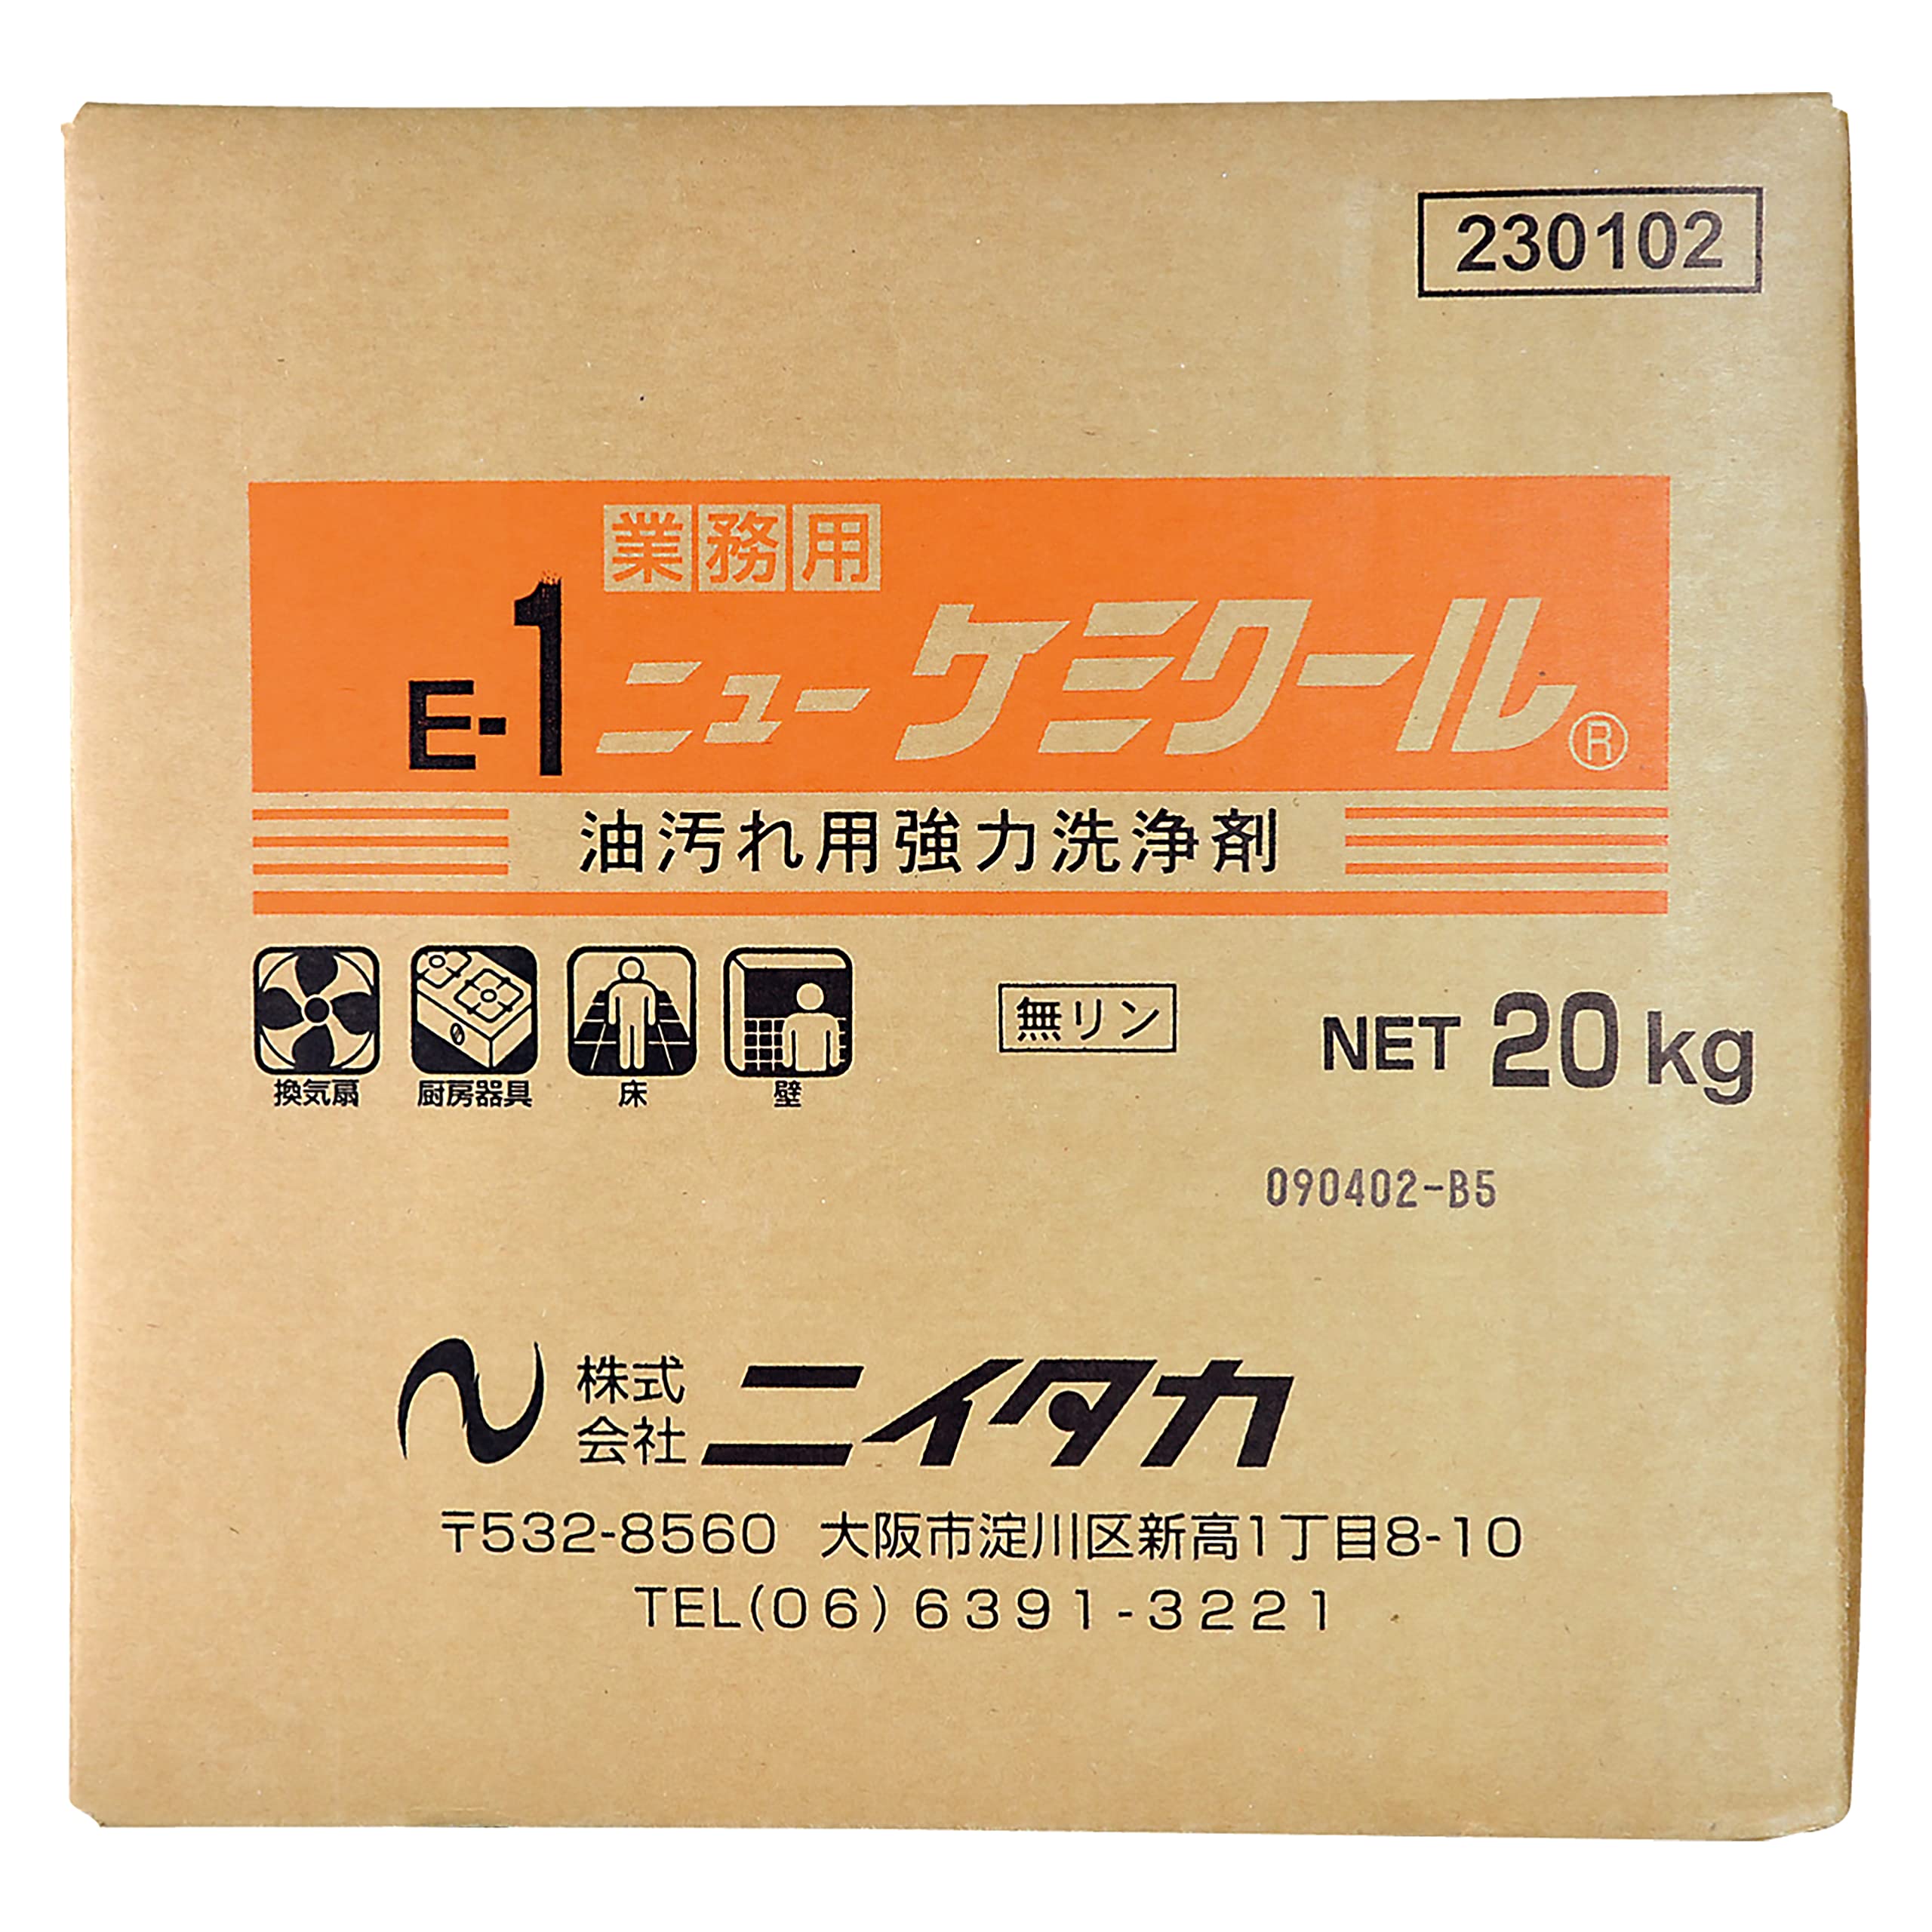 230102
業務用
E-1 ニューケミクール®
油汚れ用強力洗浄剤
換気扇 厨房器具 床 壁
無リン
NET 20kg
090402-B5
株式会社 ニイタカ
〒532-8560 大阪市淀川区新高1丁目8-10
TEL(06)6391-3221